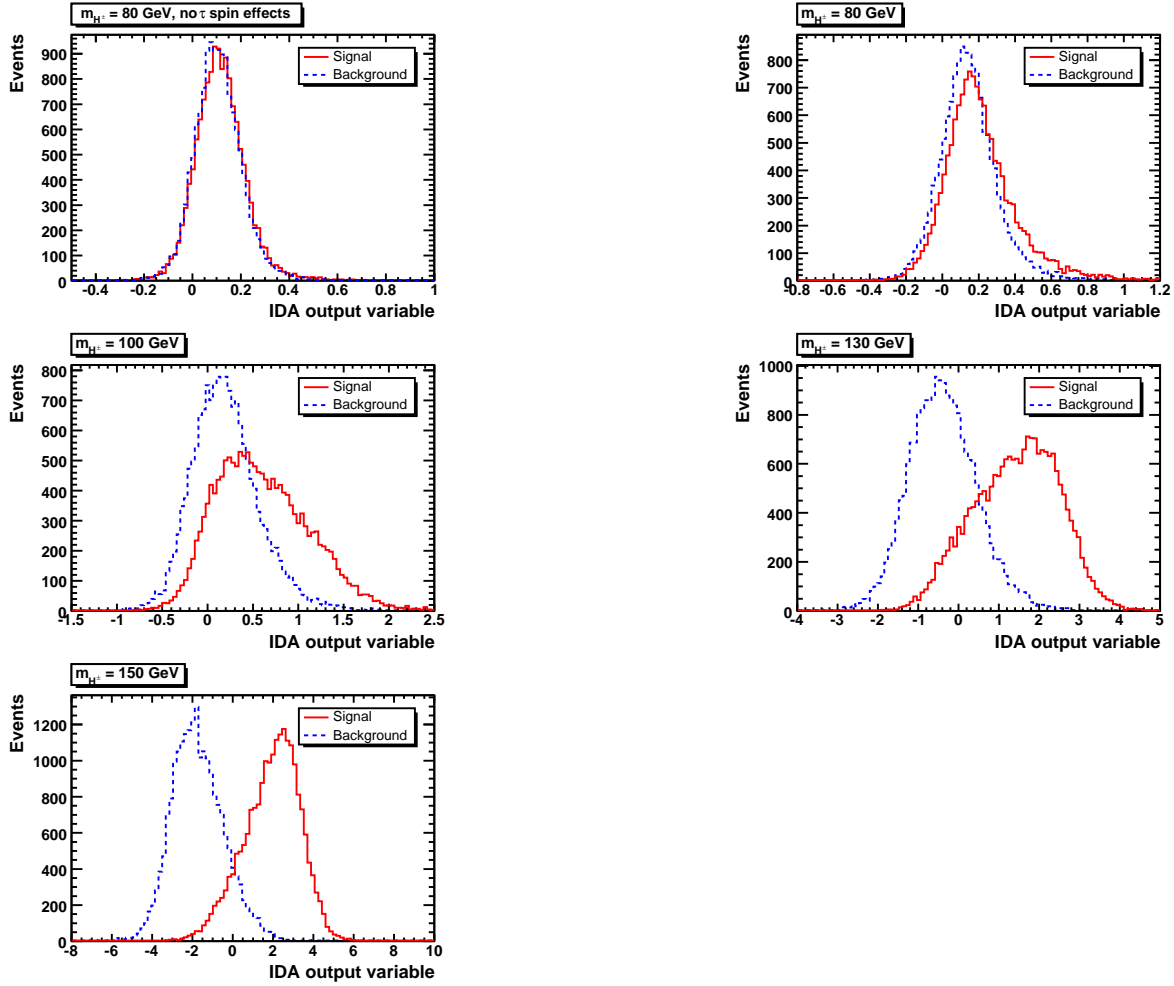 m_H± = 80 GeV, no τ spin effects
Events
900
800
700
600
500
400
300
200
100
0
Signal
Background
-0.4 -0.2 0 0.2 0.4 0.6 0.8 1
IDA output variable
m_H± = 80 GeV
Events
800
700
600
500
400
300
200
100
0
Signal
Background
-0.8 -0.6 -0.4 -0.2 -0 0.2 0.4 0.6 0.8 1 1.2
IDA output variable
m_H± = 100 GeV
Events
800
700
600
500
400
300
200
100
0
Signal
Background
-1.5 -1 -0.5 0 0.5 1 1.5 2 2.5
IDA output variable
m_H± = 130 GeV
Events
1000
800
600
400
200
0
Signal
Background
-4 -3 -2 -1 0 1 2 3 4 5
IDA output variable
m_H± = 150 GeV
Events
1200
1000
800
600
400
200
0
Signal
Background
-8 -6 -4 -2 0 2 4 6 8 10
IDA output variable